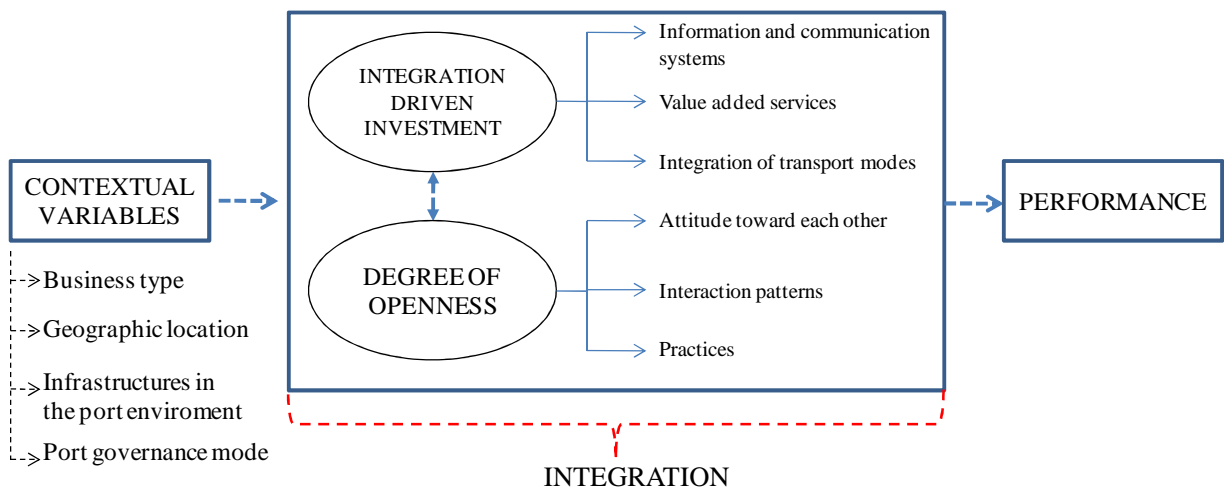 CONTEXTUAL
VARIABLES
Business type
Geographic location
Infrastructures in
the port enviroment
Port governance mode
INTEGRATION
DRIVEN
INVESTMENT
Information and communication
systems
Value added services
Integration of transport modes
DEGREE OF
OPENNESS
Attitude toward each other
Interaction patterns
Practices
INTEGRATION
PERFORMANCE